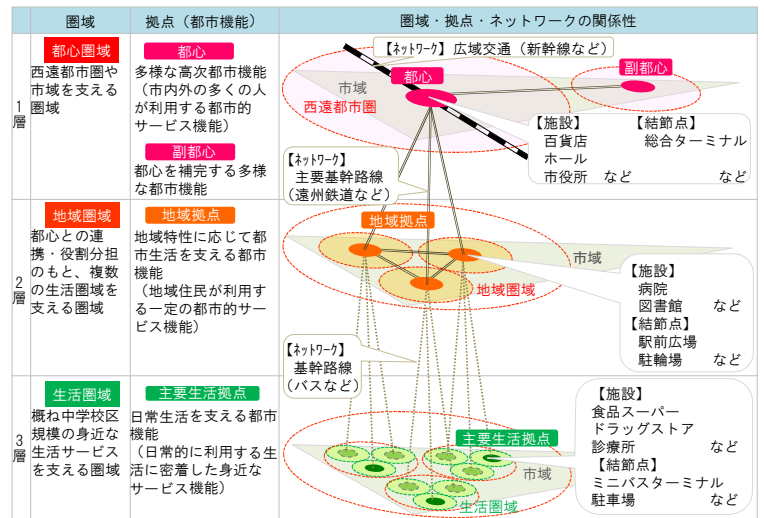 圏域
拠点（都市機能）
圏域・拠点・ネットワークの関係性
1
層
都心圏域
西遠都市圏や
市域を支える
圏域
都心
多様な高次都市機能
（市内外の多くの人
が利用する都市的
サービス機能）
副都心
都心を補完する多様
な都市機能
【ﾈｯﾄﾜｰｸ】広域交通（新幹線など）
都心
副都心
市域
西遠都市圏
【施設】
百貨店
ホール
市役所　など
【結節点】
総合ターミナル
など
【ﾈｯﾄﾜｰｸ】
主要基幹路線
（遠州鉄道など）
2
層
地域圏域
都心との連
携・役割分担
のもと、複数
の生活圏域を
支える圏域
地域拠点
地域特性に応じて都
市生活を支える都市
機能
（地域住民が利用す
る一定の都市的サー
ビス機能）
地域拠点
市域
地域圏域
【施設】
病院
図書館　など
【結節点】
駅前広場
駐輪場　など
【ﾈｯﾄﾜｰｸ】
基幹路線
（バスなど）
3
層
生活圏域
概ね中学校区
規模の身近な
生活サービス
を支える圏域
主要生活拠点
日常生活を支える都市
機能
（日常的に利用する生
活に密着した身近な
サービス機能）
主要生活拠点
市域
生活圏域
【施設】
食品スーパー
ドラッグストア
診療所　など
【結節点】
ミニバスターミナル
駐車場　など